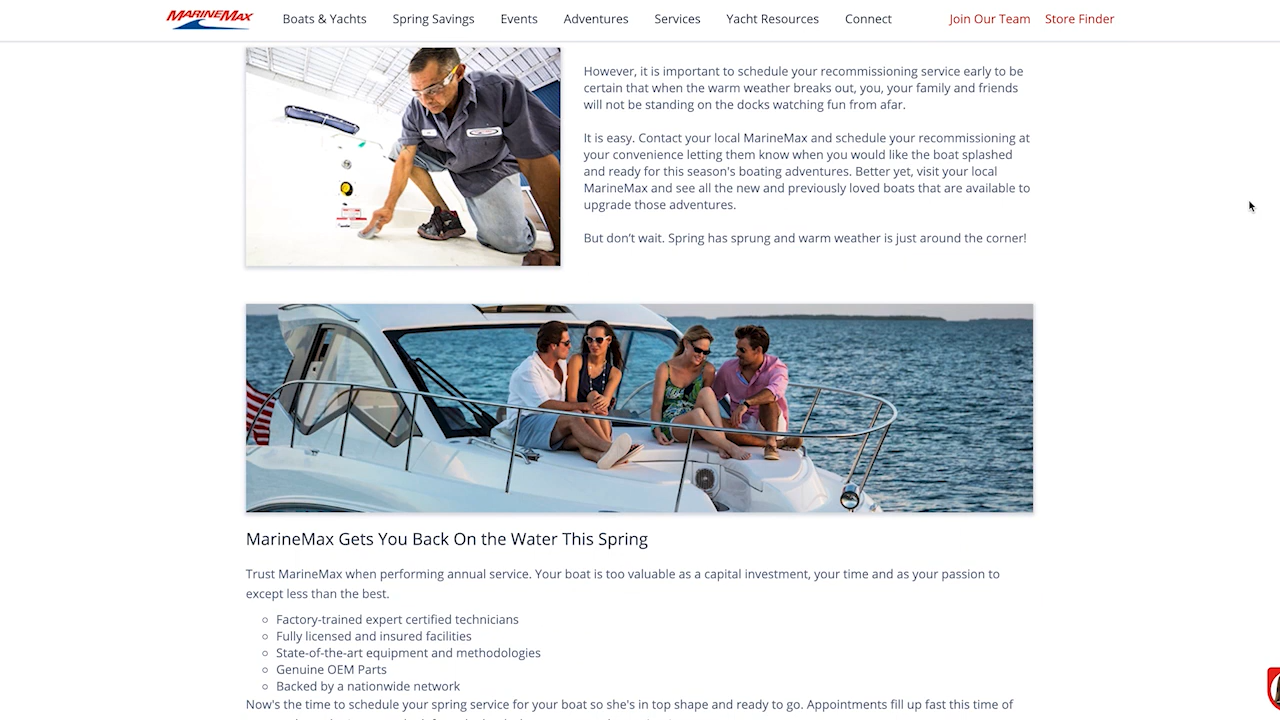 MARINEMAX
Boats & Yachts
Spring Savings
Events
Adventures
Services
Yacht Resources
Connect
Join Our Team
Store Finder
However, it is important to schedule your recommissioning service early to be
certain that when the warm weather breaks out, you, your family and friends
will not be standing on the docks watching fun from afar.
It is easy. Contact your local MarineMax and schedule your recommissioning at
your convenience letting them know when you would like the boat splashed
and ready for this season's boating adventures. Better yet, visit your local
MarineMax and see all the new and previously loved boats that are available to
upgrade those adventures.
But don’t wait. Spring has sprung and warm weather is just around the corner!
MarineMax Gets You Back On the Water This Spring
Trust MarineMax when performing annual service. Your boat is too valuable as a capital investment, your time and as your passion to
except less than the best.
Factory-trained expert certified technicians
Fully licensed and insured facilities
State-of-the-art equipment and methodologies
Genuine OEM Parts
Backed by a nationwide network
Now's the time to schedule your spring service for your boat so she's in top shape and ready to go. Appointments fill up fast this time of